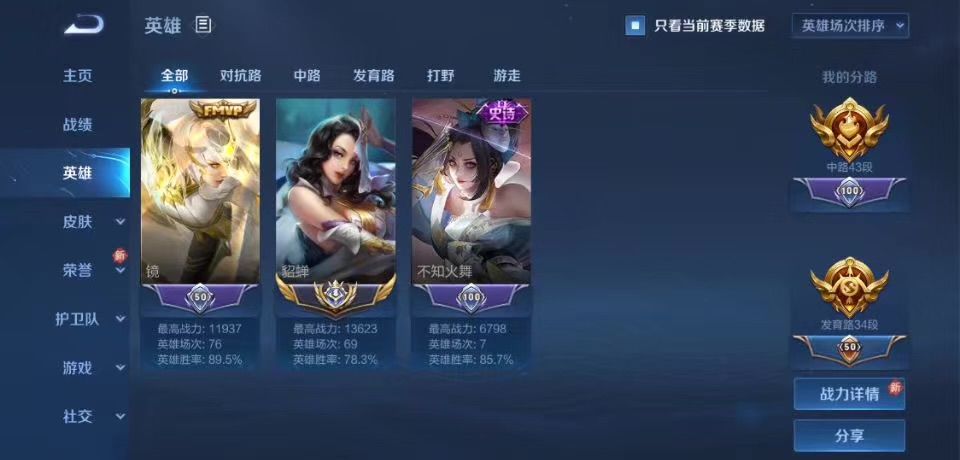 英雄
只看当前赛季数据
英雄场次排序
主页
战绩
英雄
皮肤
荣誉
新
护卫队
游戏
社交
全部
对抗路
中路
发育路
打野
游走
FMVP
镜
50
最高战力: 11937
英雄场次: 76
英雄胜率: 89.5%
貂蝉
最高战力: 13623
英雄场次: 69
英雄胜率: 78.3%
史诗
不知火舞
100
最高战力: 6798
英雄场次: 7
英雄胜率: 85.7%
我的分路
中路43段
100
发育路34段
50
战力详情
新
分享